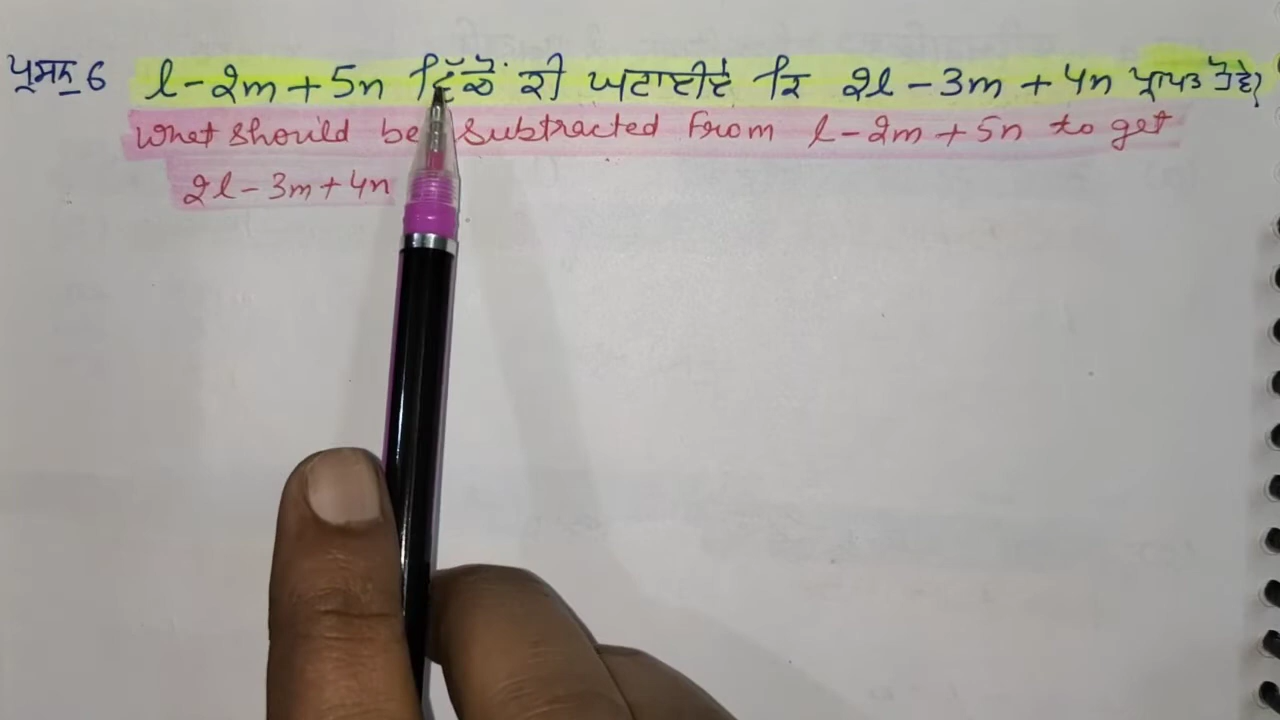 ਪ੍ਰਸ਼ਨ 6 l - 2m + 5n ਵਿੱਚੋਂ ਕੀ ਘਟਾਈਏ ਕਿ 2l - 3m + 4n ਪ੍ਰਾਪਤ ਹੋਵੇ?
What should be subtracted from l - 2m + 5n to get
2l - 3m + 4n